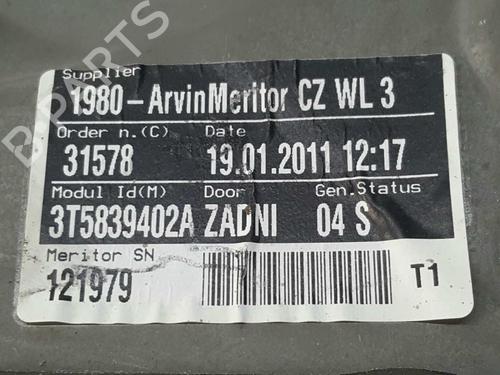 Supplier
1980-ArvinMeritor CZ WL 3
Order n.(C) Date
31578 19.01.2011 12:17
Modul Id(M) Door Gen.Status
3T5839402A ZADNI 04 S
Meritor SN
121979
T1
B-PARTS